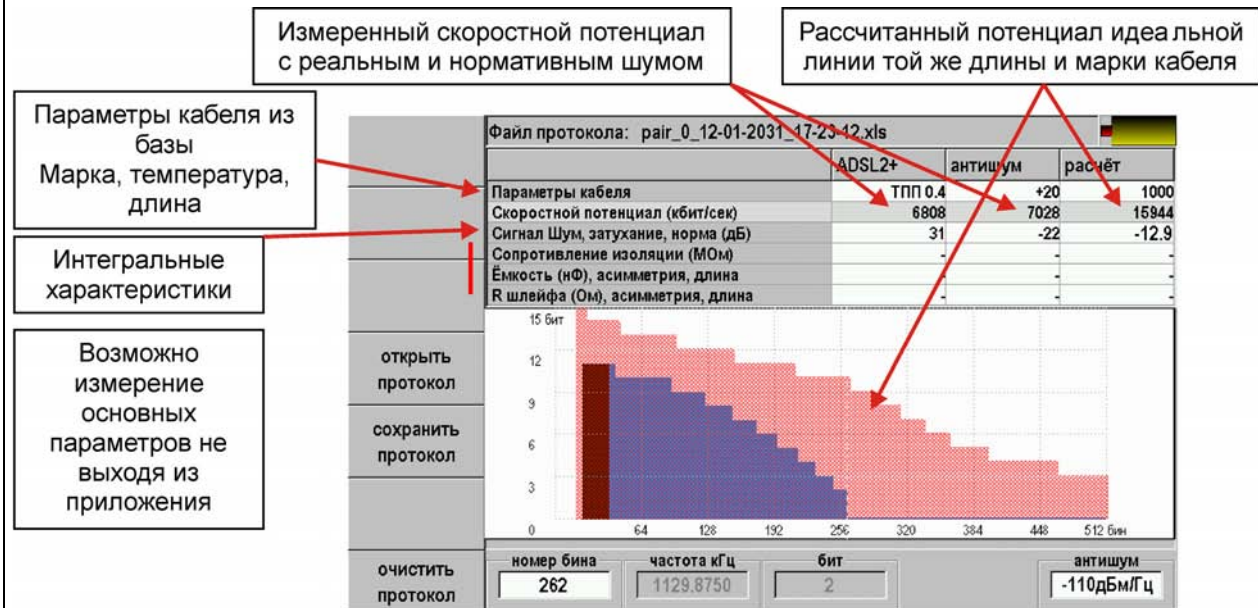 Измеренный скоростной потенциал
с реальным и нормативным шумом
Рассчитанный потенциал идеа льной
линии той же длины и марки кабеля
Параметры кабеля из
базы
Марка, температура,
длина
Интегральные
характеристики
Возможно
измерение
основных
параметров не
выходя из
приложения
Файл протокола: pair_0_12-01-2031_17-23-12.xls
ADSL2+ антишум расчёт
Параметры кабеля ТПП 0.4 +20 1000
Скоростной потенциал (кбит/сек) 6808 7028 15944
Сигнал Шум, затухание, норма (дБ) 31 -22 -12.9
Сопротивление изоляции (МОм) - - -
Ёмкость (нФ), асимметрия, длина - - -
R шлейфа (Ом), асимметрия, длина - - -
15 бит
12
9
6
3
0 64 128 192 256 320 384 448 512 бин
открыть
протокол
сохранить
протокол
очистить
протокол
номер бина частота кГц бит антишум
262 1129.8750 2 -110дБм/Гц